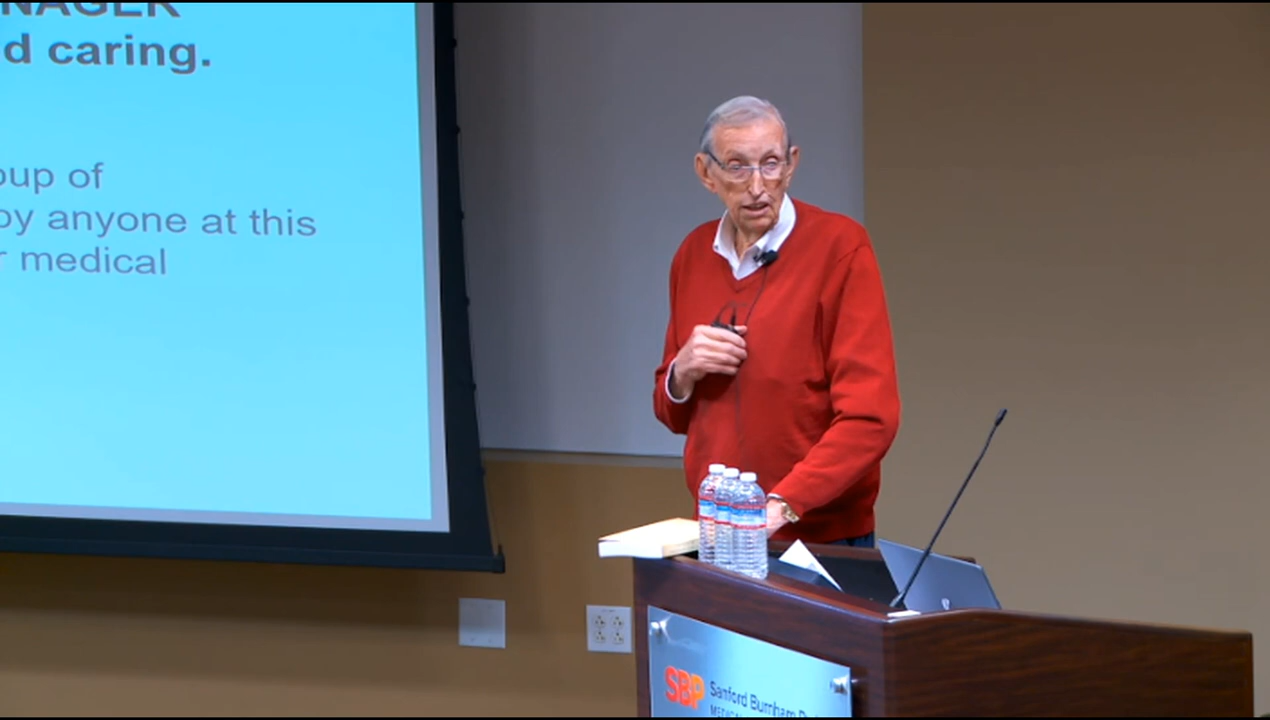 NAGER
d caring.
oup of
by anyone at this
r medical
SBP
Sanford Burnham